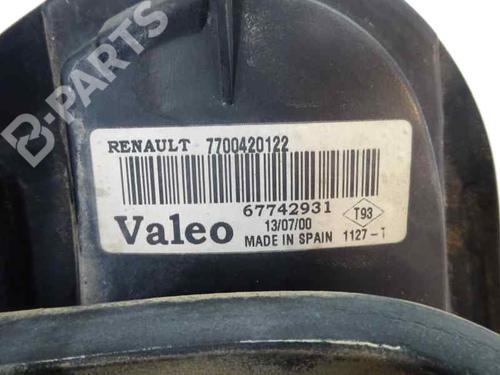 B-PARTS
RENAULT 7700420122
67742931
T93
Valeo
13/07/00
MADE IN SPAIN 1127-T